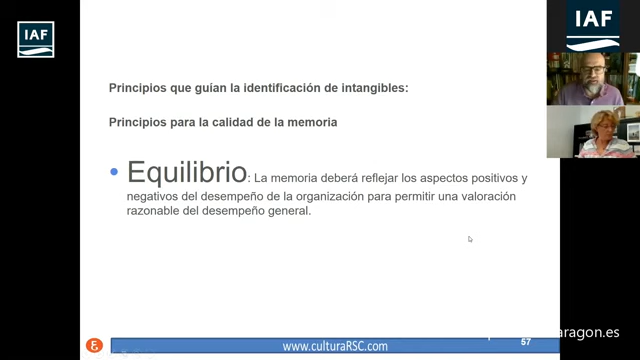 IAF
IAF
Principios que guían la identificación de intangibles:
Principios para la calidad de la memoria
• Equilibrio: La memoria deberá reflejar los aspectos positivos y
negativos del desempeño de la organización para permitir una valoración
razonable del desempeño general.
www.culturaRSC.com
57
aragon.es